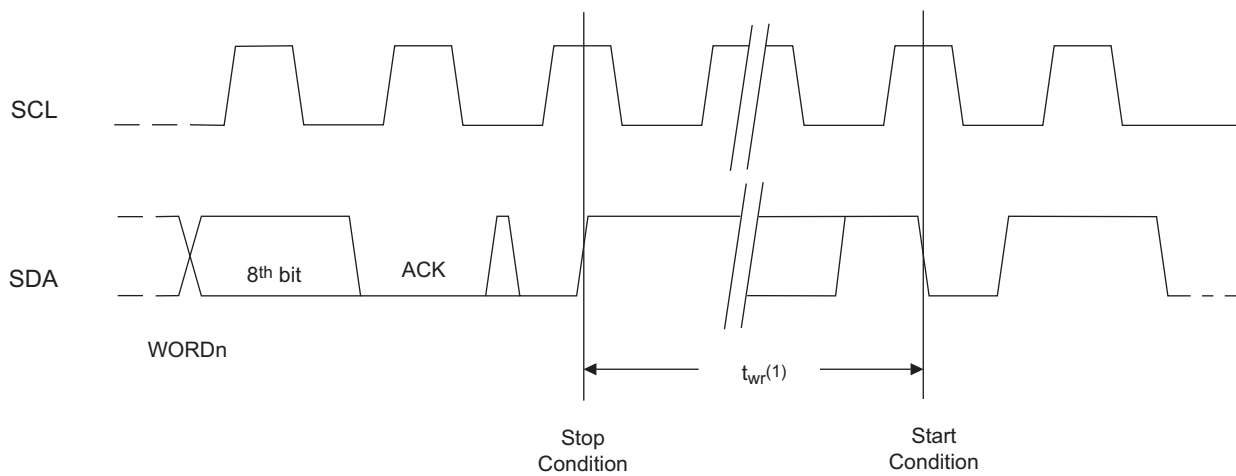 SCL
SDA
8th bit
ACK
WORDn
twr(1)
Stop
Condition
Start
Condition